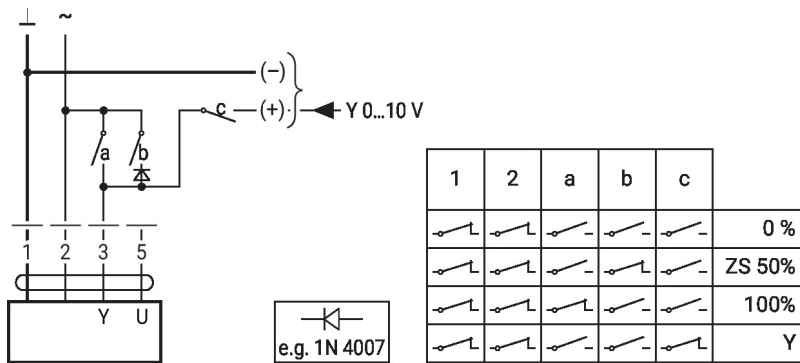 ⊥ ~
(–)
c (+) Y 0...10 V
a b
1 2 3 5
Y U
e.g. 1N 4007
1 2 a b c
0 %
ZS 50%
100%
Y